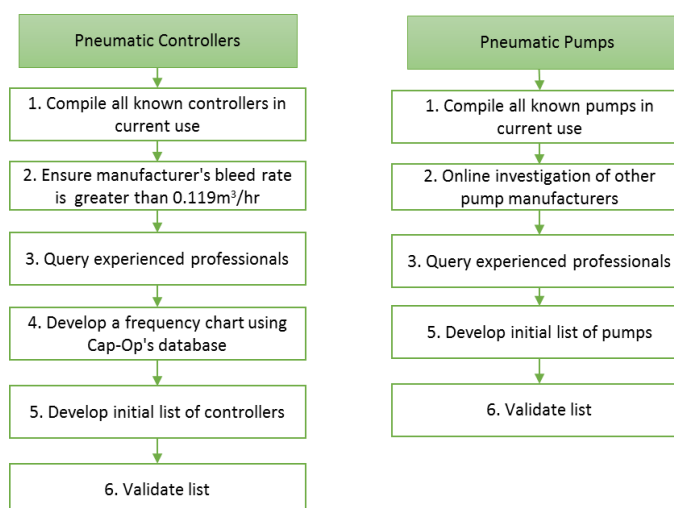 Pneumatic Controllers
1. Compile all known controllers in
current use
2. Ensure manufacturer's bleed rate
is greater than 0.119m³/hr
3. Query experienced professionals
4. Develop a frequency chart using
Cap-Op's database
5. Develop initial list of controllers
6. Validate list
Pneumatic Pumps
1. Compile all known pumps in
current use
2. Online investigation of other
pump manufacturers
3. Query experienced professionals
5. Develop initial list of pumps
6. Validate list